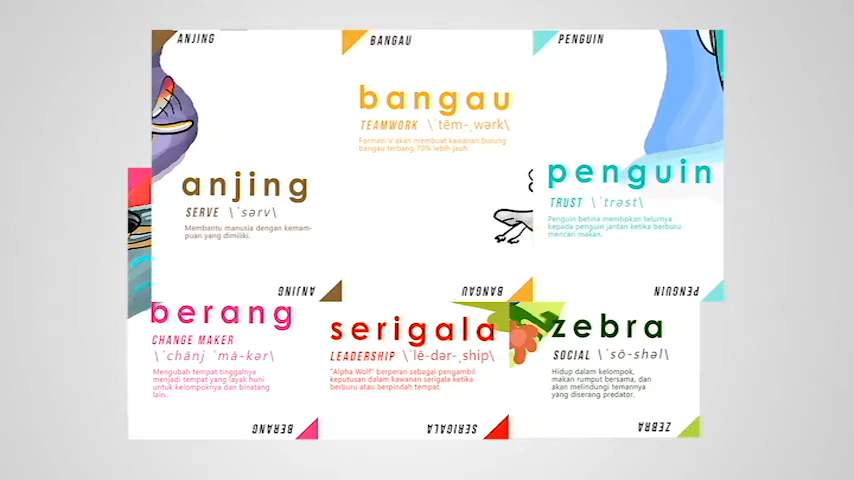 ANJING
BANGAU
PENGUIN
bangau
TEAMWORK \ˈtēm-ˌwərk\
Formasi V akan membuat kawanan burung
bangau terbang 70% lebih jauh
anjing
SERVE \ˈsərv\
Membantu manusia dengan kemam-
puan yang dimiliki.
penguin
TRUST \ˈtrəst\
Penguin betina menitipkan telurnya
kepada penguin jantan ketika berburu
mencari makan.
ANJING
BANGAU
PENGUIN
berang
CHANGE MAKER
\ˈchānj ˈmā-kər\
Mengubah tempat tinggalnya
menjadi tempat yang layak huni
untuk kelompoknya dan binatang
lain.
serigala
LEADERSHIP \ˈlē-dər-ˌship\
"Alpha Wolf" berperan sebagai pengambil
keputusan dalam kawanan serigala ketika
berburu atau berpindah tempat.
zebra
SOCIAL \ˈsō-shəl\
Hidup dalam kelompok,
makan rumput bersama, dan
akan melindungi temannya
yang diserang predator.
BERANG
SERIGALA
ZEBRA